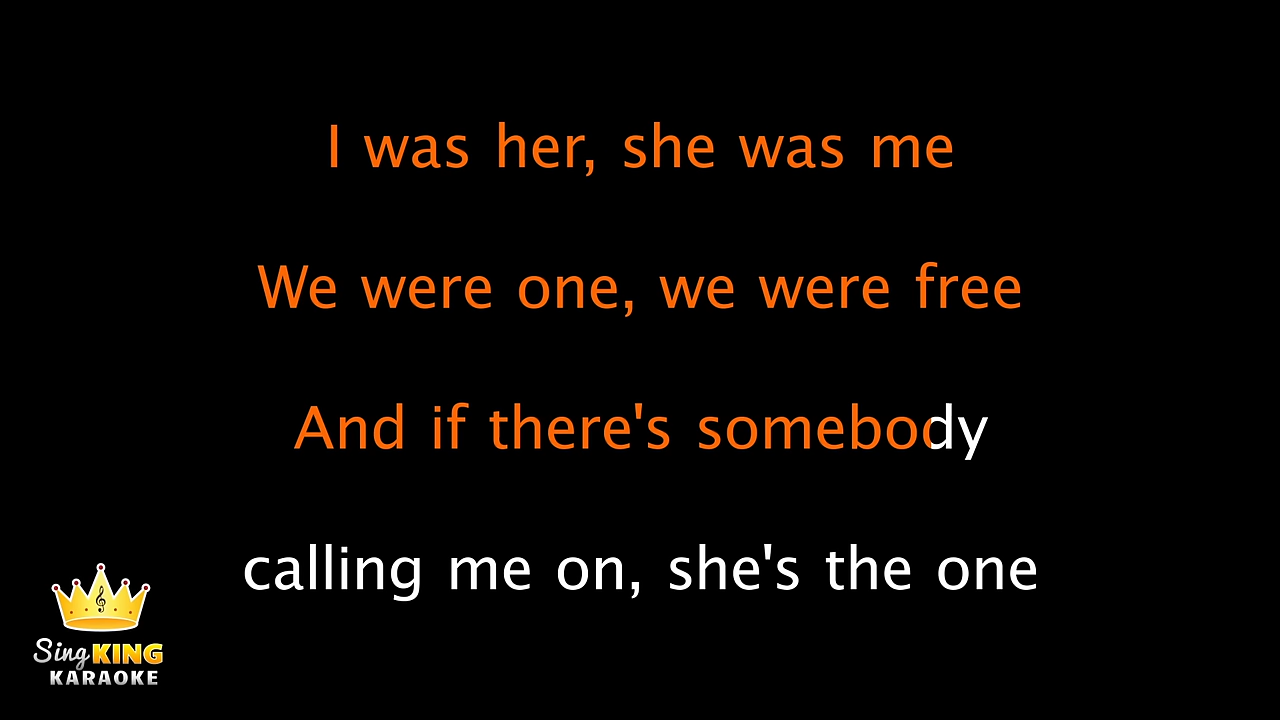 I was her, she was me
We were one, we were free
And if there's somebody
calling me on, she's the one
Sing KING
KARAOKE